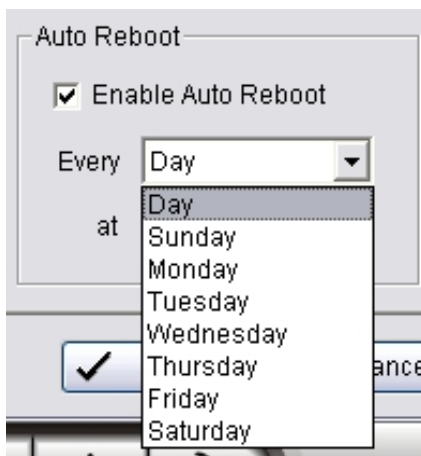 Auto Reboot
Enable Auto Reboot
Every Day
at
Day
Sunday
Monday
Tuesday
Wednesday
Thursday
Friday
Saturday